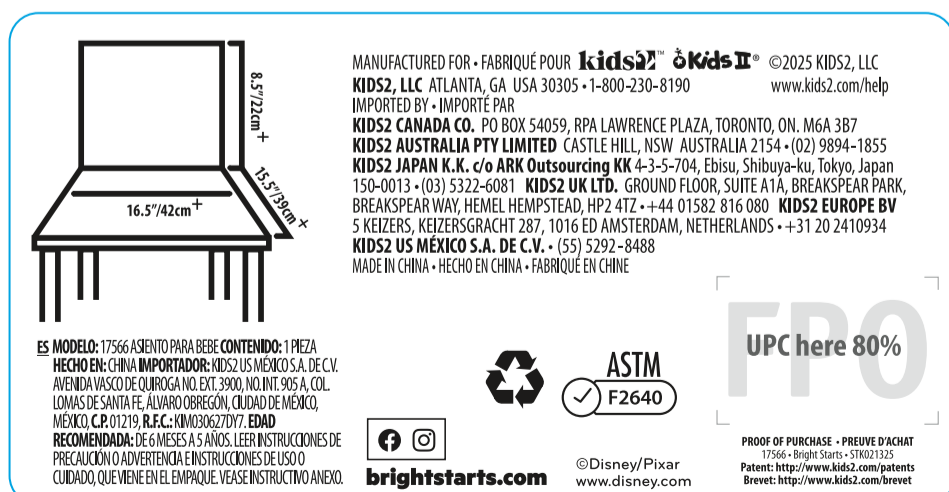 8.5"/22cm+
15.5"/39cm+
16.5"/42cm+
MANUFACTURED FOR • FABRIQUÉ POUR kids2™ Kids II® ©2025 KIDS2, LLC
KIDS2, LLC ATLANTA, GA USA 30305 • 1-800-230-8190 www.kids2.com/help
IMPORTED BY • IMPORTÉ PAR
KIDS2 CANADA CO. PO BOX 54059, RPA LAWRENCE PLAZA, TORONTO, ON. M6A 3B7
KIDS2 AUSTRALIA PTY LIMITED CASTLE HILL, NSW AUSTRALIA 2154 • (02) 9894-1855
KIDS2 JAPAN K.K. c/o ARK Outsourcing KK 4-3-5-704, Ebisu, Shibuya-ku, Tokyo, Japan
150-0013 • (03) 5322-6081 KIDS2 UK LTD. GROUND FLOOR, SUITE A1A, BREAKSPEAR PARK,
BREAKSPEAR WAY, HEMEL HEMPSTEAD, HP2 4TZ • +44 01582 816 080 KIDS2 EUROPE BV
5 KEIZERS, KEIZERSGRACHT 287, 1016 ED AMSTERDAM, NETHERLANDS • +31 20 2410934
KIDS2 US MÉXICO S.A. DE C.V. • (55) 5292-8488
MADE IN CHINA • HECHO EN CHINA • FABRIQUÉ EN CHINE
ES MODELO: 17566 ASIENTO PARA BEBE CONTENIDO: 1 PIEZA
HECHO EN: CHINA IMPORTADOR: KIDS2 US MÉXICO S.A. DE C.V.
AVENIDA VASCO DE QUIROGA NO. EXT. 3900, NO. INT. 905 A, COL.
LOMAS DE SANTA FE, ÁLVARO OBREGÓN, CIUDAD DE MÉXICO,
MÉXICO, C.P. 01219, R.F.C.: KIM030627DY7. EDAD
RECOMENDADA: DE 6 MESES A 5 AÑOS. LEER INSTRUCCIONES DE
PRECAUCIÓN O ADVERTENCIA E INSTRUCCIONES DE USO O
CUIDADO, QUE VIENE EN EL EMPAQUE. VEASE INSTRUCTIVO ANEXO.
brightstarts.com
ASTM
F2640
©Disney/Pixar
www.disney.com
FPO
UPC here 80%
PROOF OF PURCHASE • PREUVE D'ACHAT
17566 • Bright Starts • STK021325
Patent: http://www.kids2.com/patents
Brevet: http://www.kids2.com/brevet